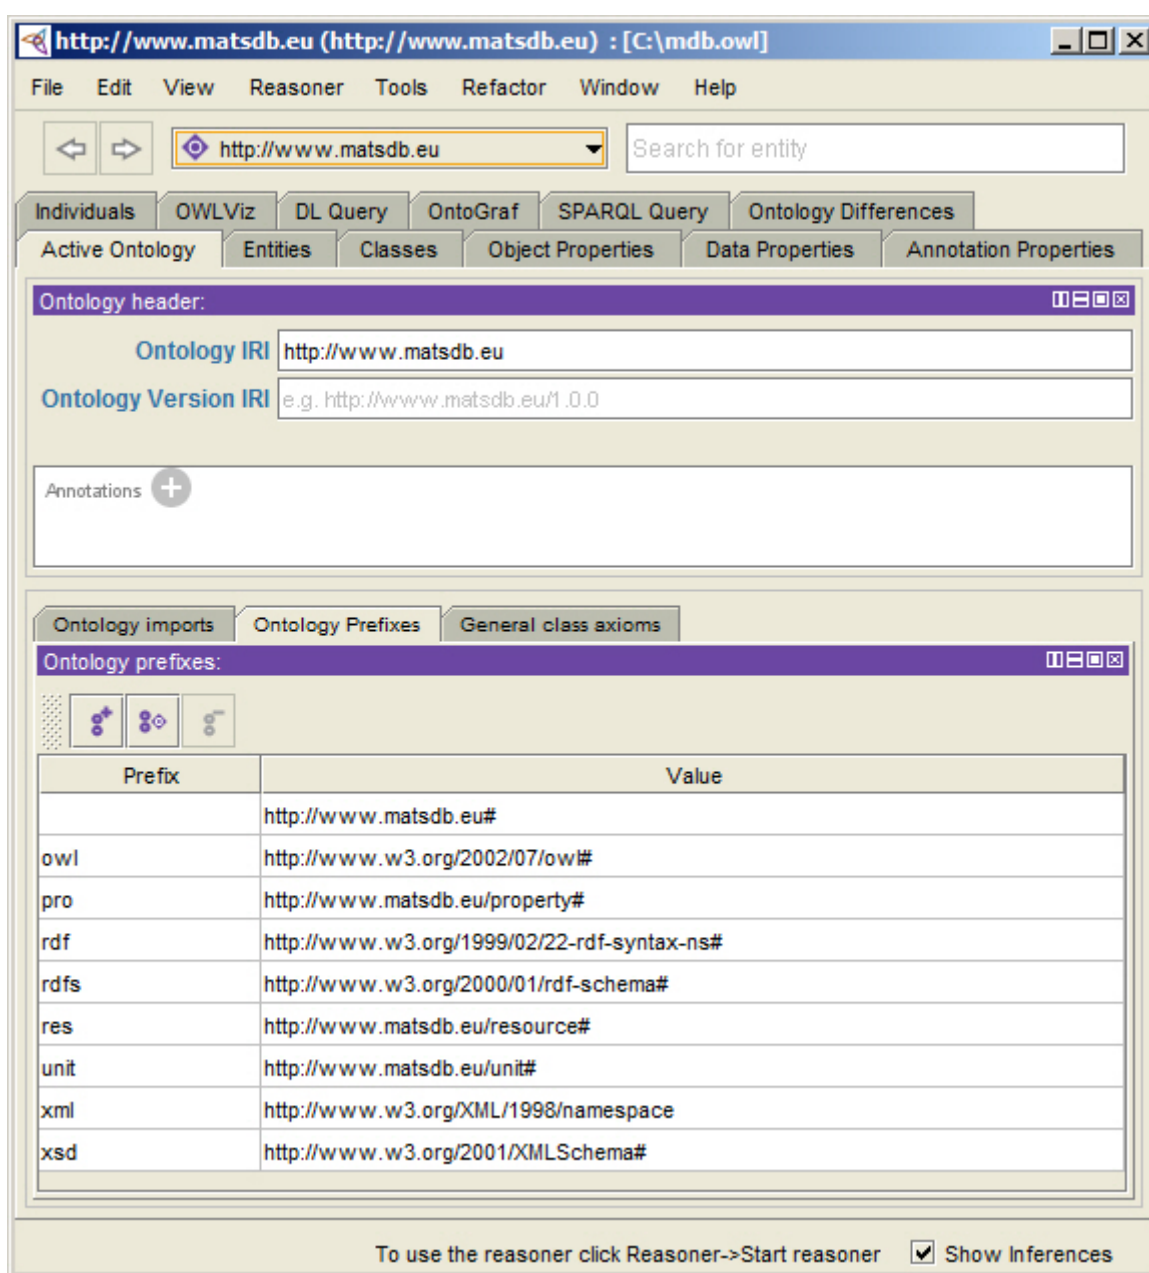 http://www.matsdb.eu (http://www.matsdb.eu) : [C:\mdb.owl]
File Edit View Reasoner Tools Refactor Window Help
http://www.matsdb.eu Search for entity
Individuals OWLViz DL Query OntoGraf SPARQL Query Ontology Differences
Active Ontology Entities Classes Object Properties Data Properties Annotation Properties
Ontology header:
Ontology IRI http://www.matsdb.eu
Ontology Version IRI e.g. http://www.matsdb.eu/1.0.0
Annotations
Ontology imports Ontology Prefixes General class axioms
Ontology prefixes:
Prefix Value
http://www.matsdb.eu#
owl http://www.w3.org/2002/07/owl#
pro http://www.matsdb.eu/property#
rdf http://www.w3.org/1999/02/22-rdf-syntax-ns#
rdfs http://www.w3.org/2000/01/rdf-schema#
res http://www.matsdb.eu/resource#
unit http://www.matsdb.eu/unit#
xml http://www.w3.org/XML/1998/namespace
xsd http://www.w3.org/2001/XMLSchema#
To use the reasoner click Reasoner->Start reasoner Show Inferences